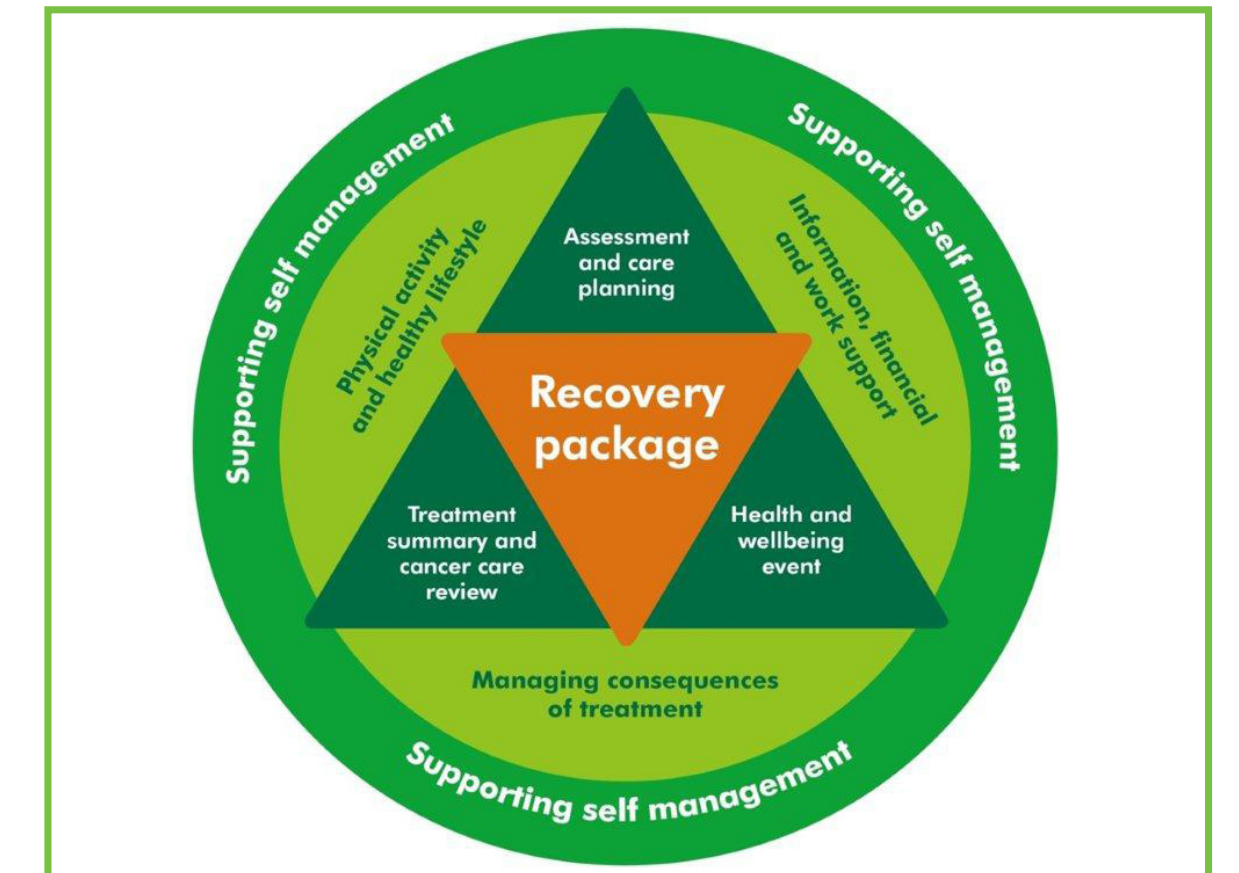 Supporting self management
Supporting self management
Physical activity
and healthy lifestyle
Information, financial
and work support
Assessment
and care
planning
Recovery
package
Treatment
summary and
cancer care
review
Health and
wellbeing
event
Managing consequences
of treatment
Supporting self management